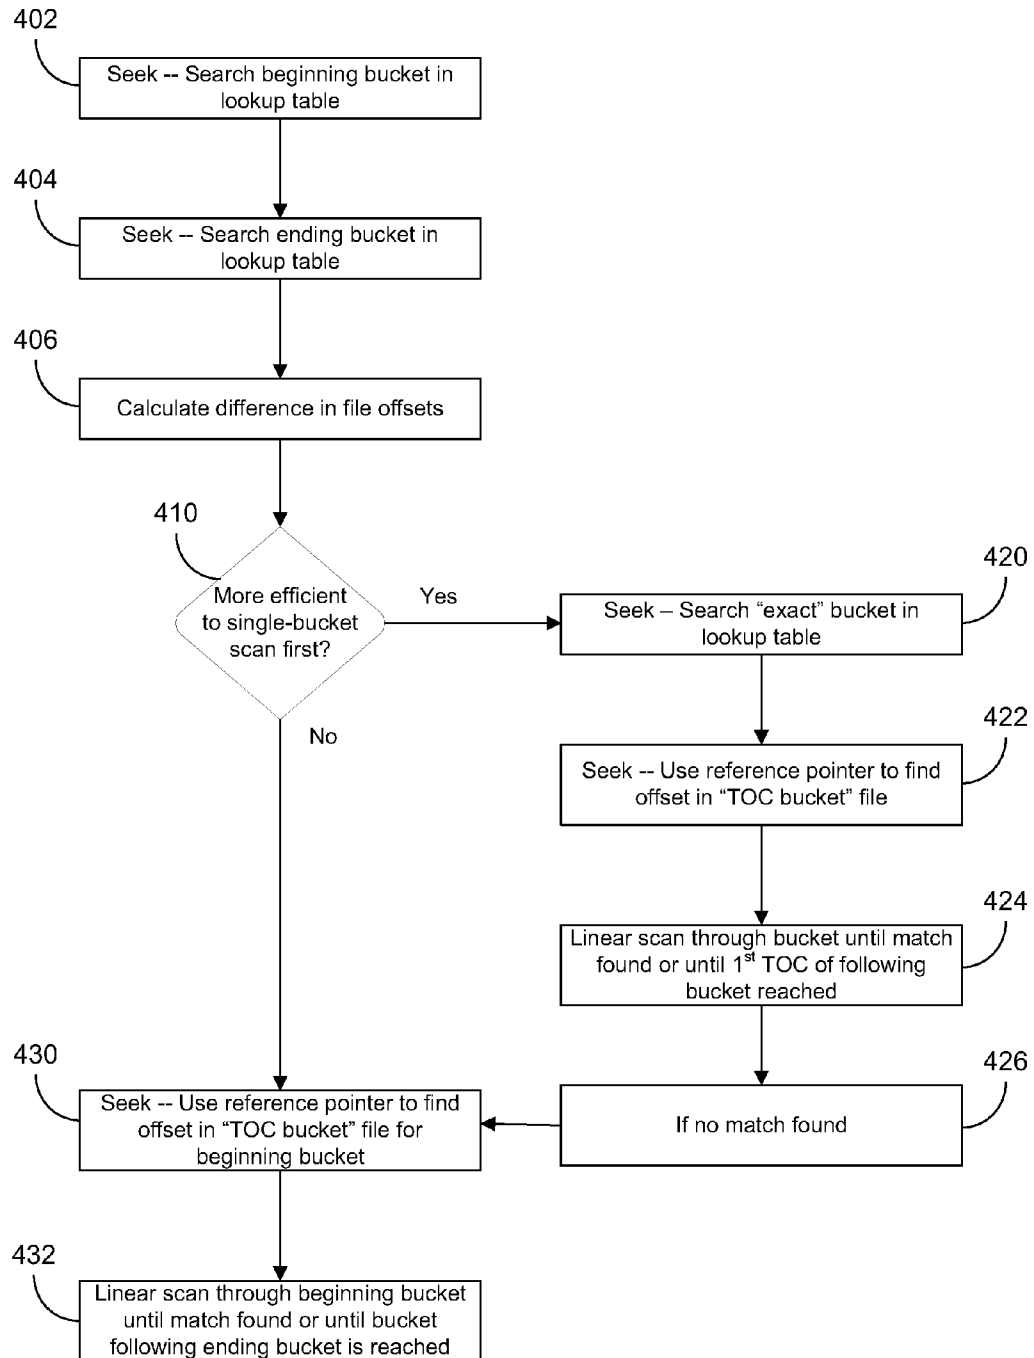 402
Seek -- Search beginning bucket in
lookup table
404
Seek -- Search ending bucket in
lookup table
406
Calculate difference in file offsets
410
More efficient
to single-bucket
scan first?
Yes
No
420
Seek – Search “exact” bucket in
lookup table
422
Seek -- Use reference pointer to find
offset in “TOC bucket” file
424
Linear scan through bucket until match
found or until 1st TOC of following
bucket reached
426
If no match found
430
Seek -- Use reference pointer to find
offset in “TOC bucket” file for
beginning bucket
432
Linear scan through beginning bucket
until match found or until bucket
following ending bucket is reached